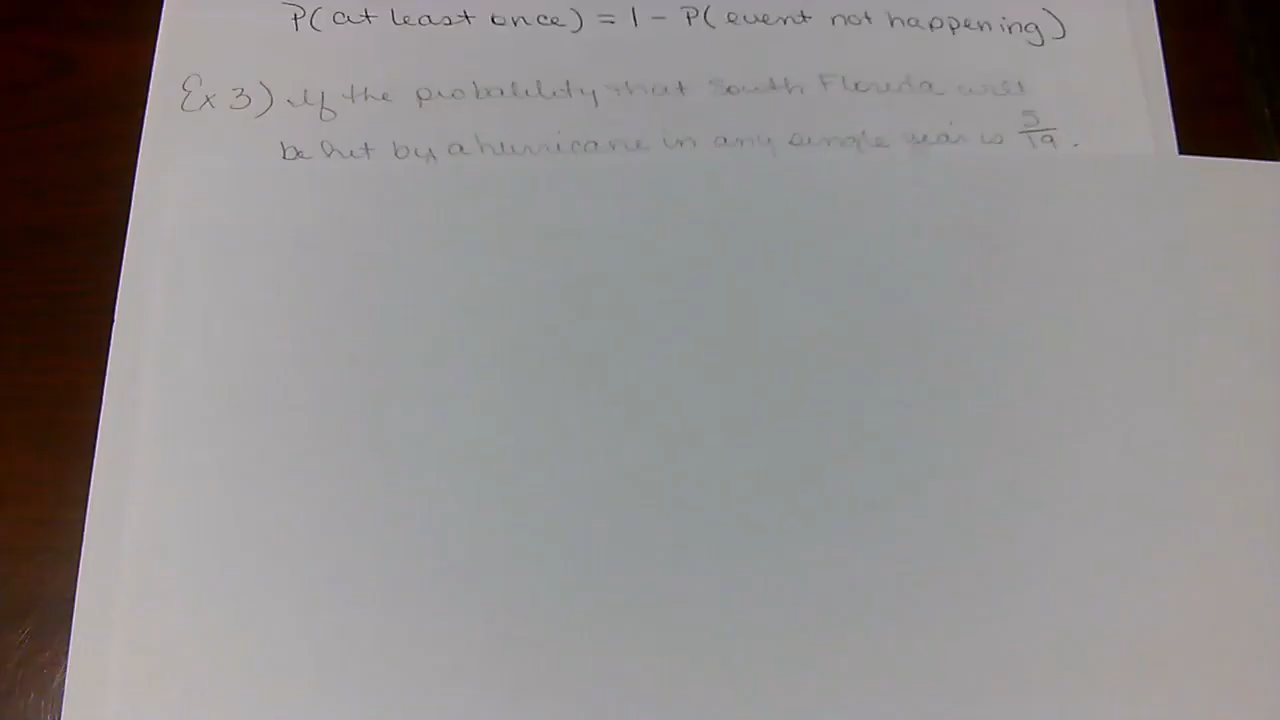 P(at least once) = 1 - P(event not happening)
Ex 3) If the probability that South Florida will
be hit by a hurricane in any single year is 5/19.